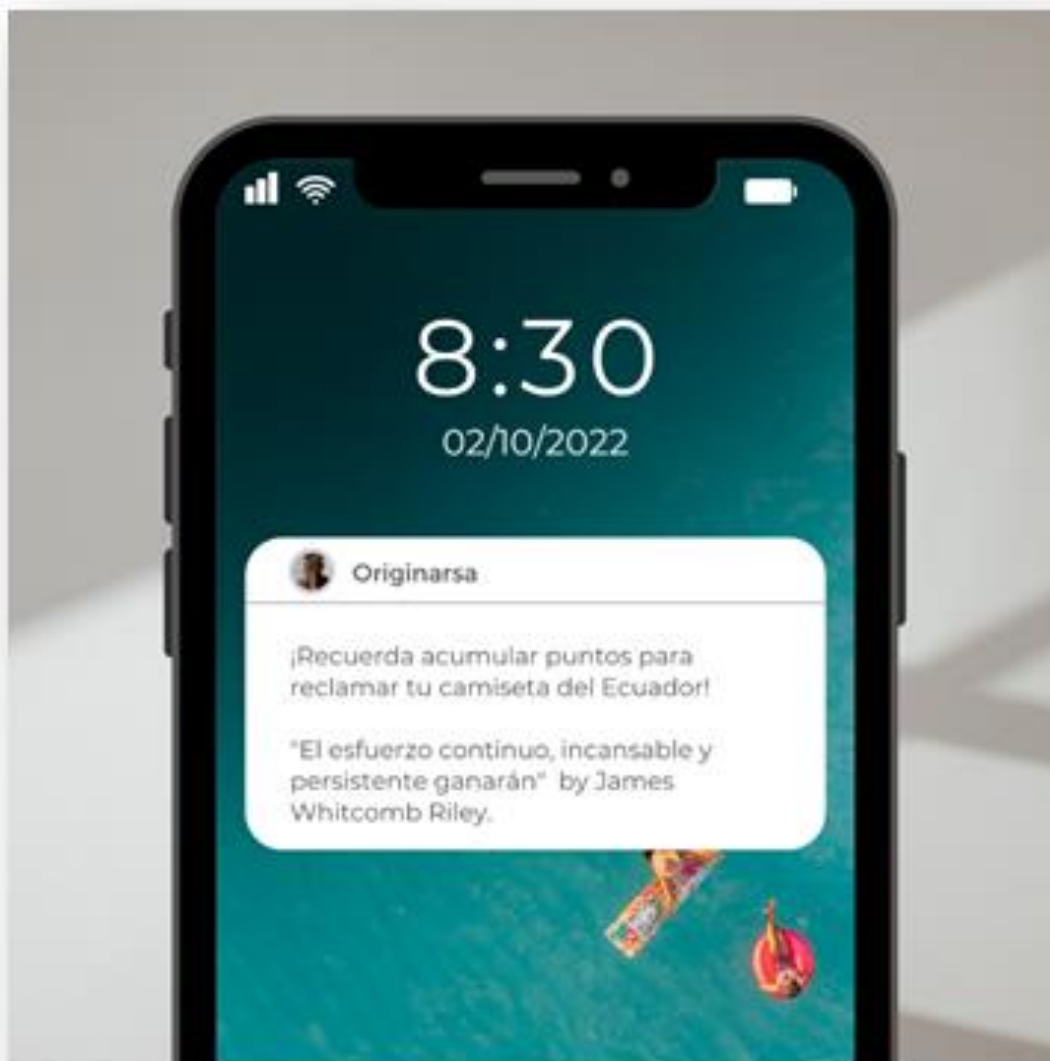 8:30
02/10/2022
Originarsa
¡Recuerda acumular puntos para
reclamar tu camiseta del Ecuador!
"El esfuerzo continuo, incansable y
persistente ganarán" by James
Whitcomb Riley.